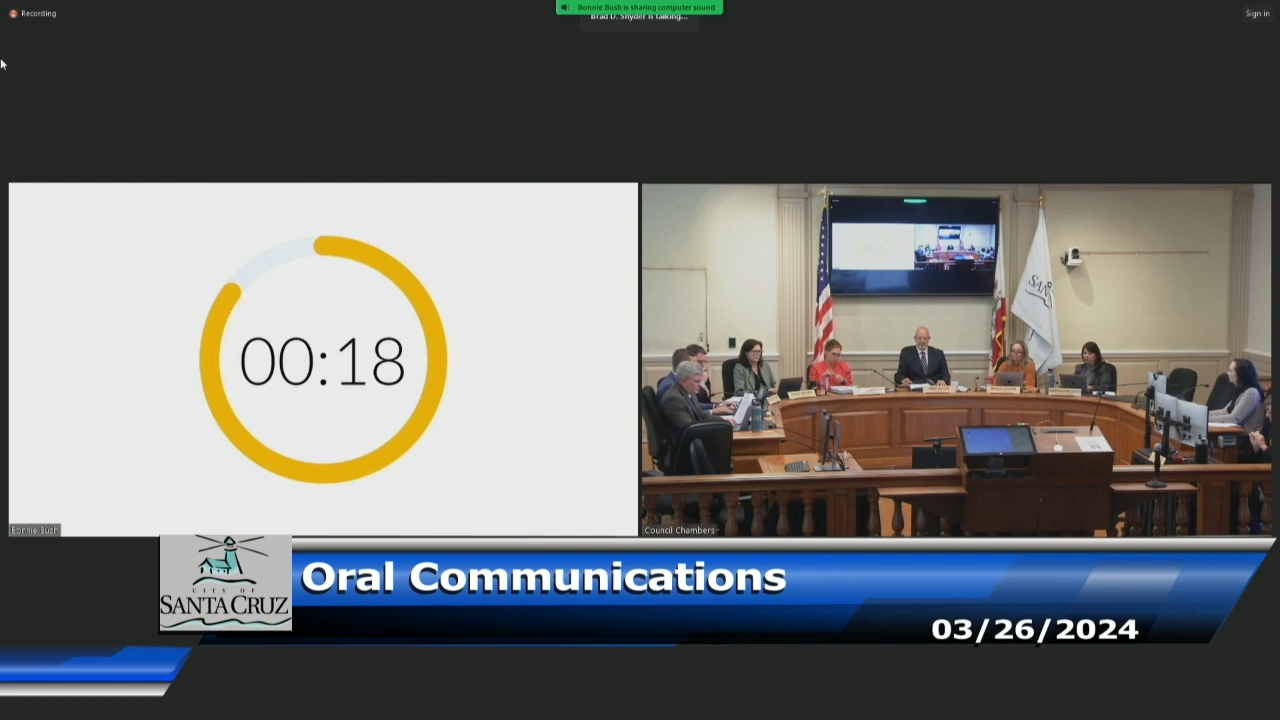 Recording
Bonnie Bush is sharing computer sound
Brad D. Snyder is talking...
Sign in
00:18
SAN
Bonnie Bush
Council Chambers
CITY OF
SANTA CRUZ
Oral Communications
03/26/2024